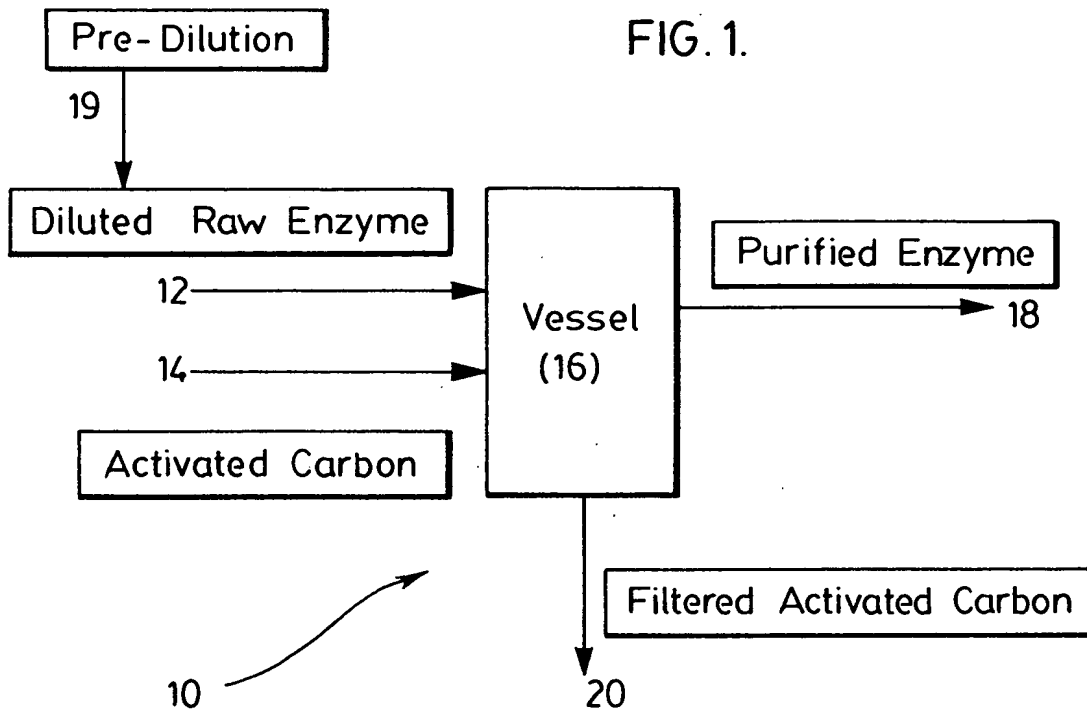 FIG. 1.
Pre-Dilution
19
Diluted Raw Enzyme
12
14
Activated Carbon
Vessel
(16)
Purified Enzyme
18
Filtered Activated Carbon
10
20